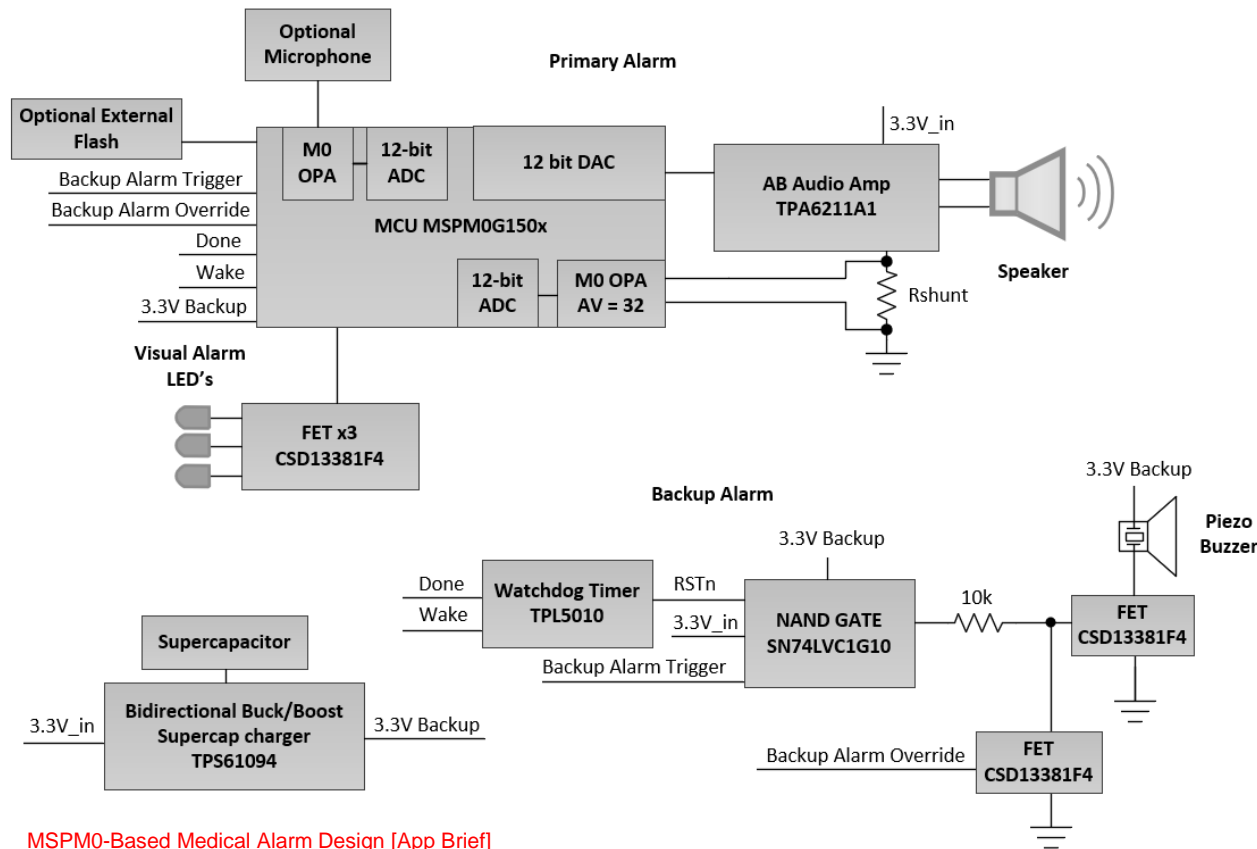 Optional
Microphone
Primary Alarm
Optional External
Flash
3.3V_in
M0
OPA
12-bit
ADC
12 bit DAC
AB Audio Amp
TPA6211A1
Backup Alarm Trigger
Backup Alarm Override
MCU MSPM0G150x
Done
Wake
3.3V Backup
12-bit
ADC
M0 OPA
AV = 32
Speaker
Rshunt
Visual Alarm
LED's
FET x3
CSD13381F4
Backup Alarm
3.3V Backup
Piezo
Buzzer
3.3V Backup
Done
Wake
Watchdog Timer
TPL5010
RSTn
3.3V_in
Backup Alarm Trigger
NAND GATE
SN74LVC1G10
10k
FET
CSD13381F4
Supercapacitor
3.3V_in
Bidirectional Buck/Boost
Supercap charger
TPS61094
3.3V Backup
Backup Alarm Override
FET
CSD13381F4
MSPM0-Based Medical Alarm Design [App Brief]